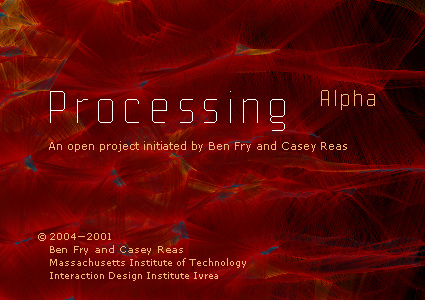 Processing
Alpha
An open project initiated by Ben Fry and Casey Reas
© 2004—2001
Ben Fry and Casey Reas
Massachusetts Institute of Technology
Interaction Design Institute Ivrea